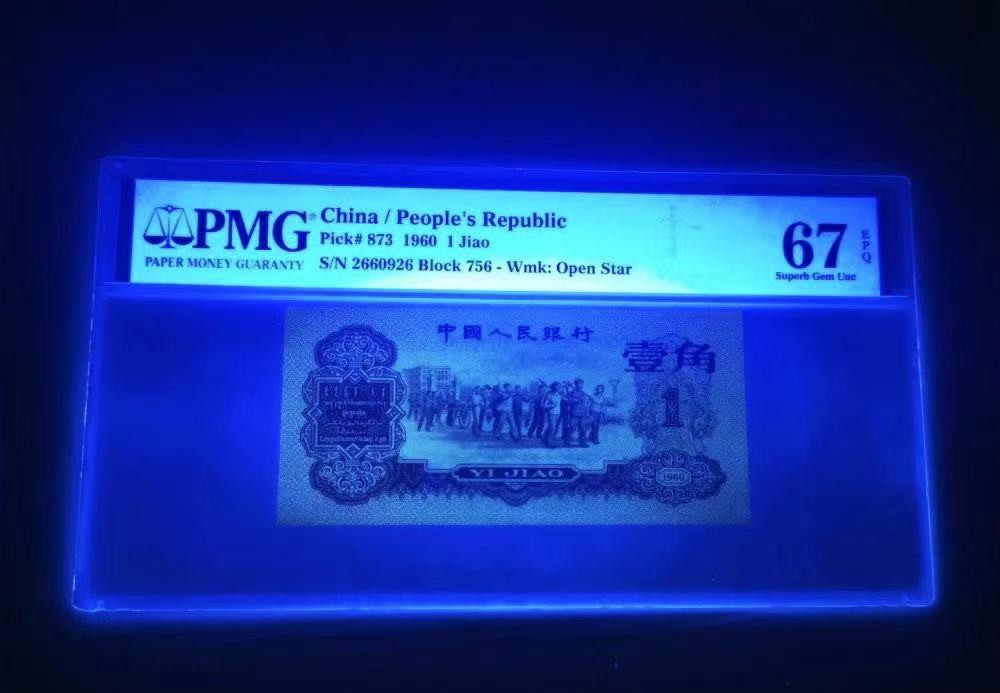 PMG®
PAPER MONEY GUARANTY
China / People's Republic
Pick# 873 1960 1 Jiao
S/N 2660926 Block 756 - Wmk: Open Star
67
EPQ
Superb Gem Unc
中國人民銀行
壹角
1
YI JIAO
1960